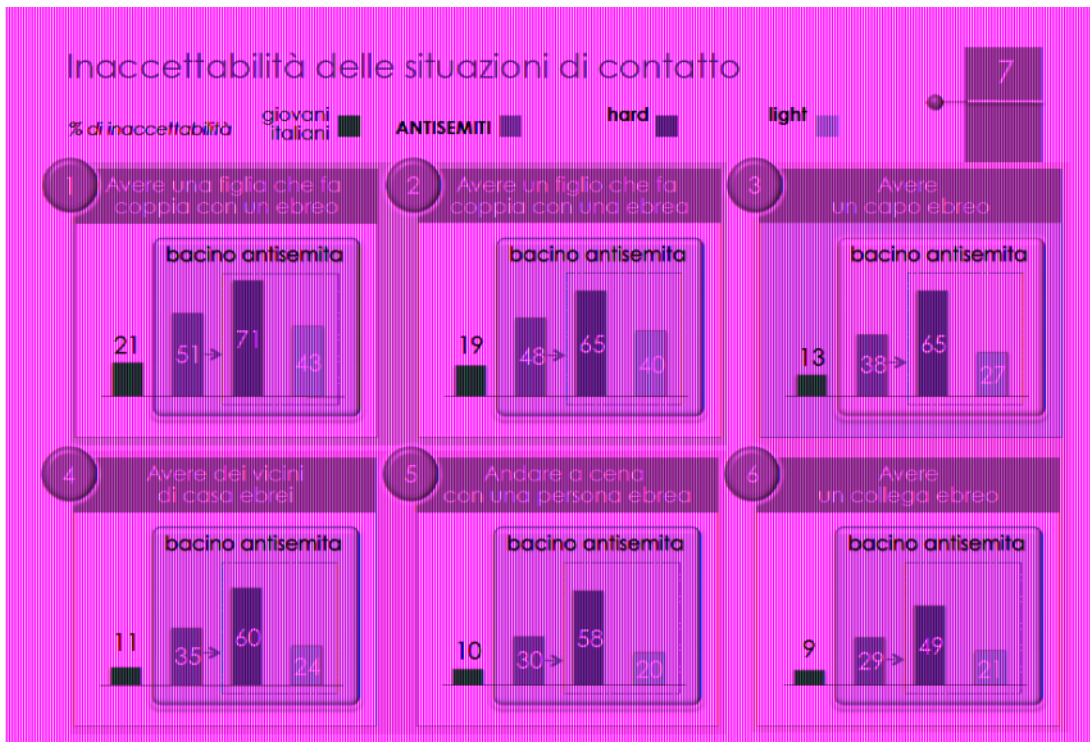 Inaccettabilità delle situazioni di contatto
7
% di inaccettabilità
giovani
italiani
ANTISEMITI
hard
light
1
Avere una figlia che fa
coppia con un ebreo
bacino antisemita
21
51
71
43
2
Avere un figlio che fa
coppia con una ebrea
bacino antisemita
19
48
65
40
3
Avere
un capo ebreo
bacino antisemita
13
38
65
27
4
Avere dei vicini
di casa ebrei
bacino antisemita
11
35
60
24
5
Andare a cena
con una persona ebrea
bacino antisemita
10
30
58
20
6
Avere
un collega ebreo
bacino antisemita
9
29
49
21